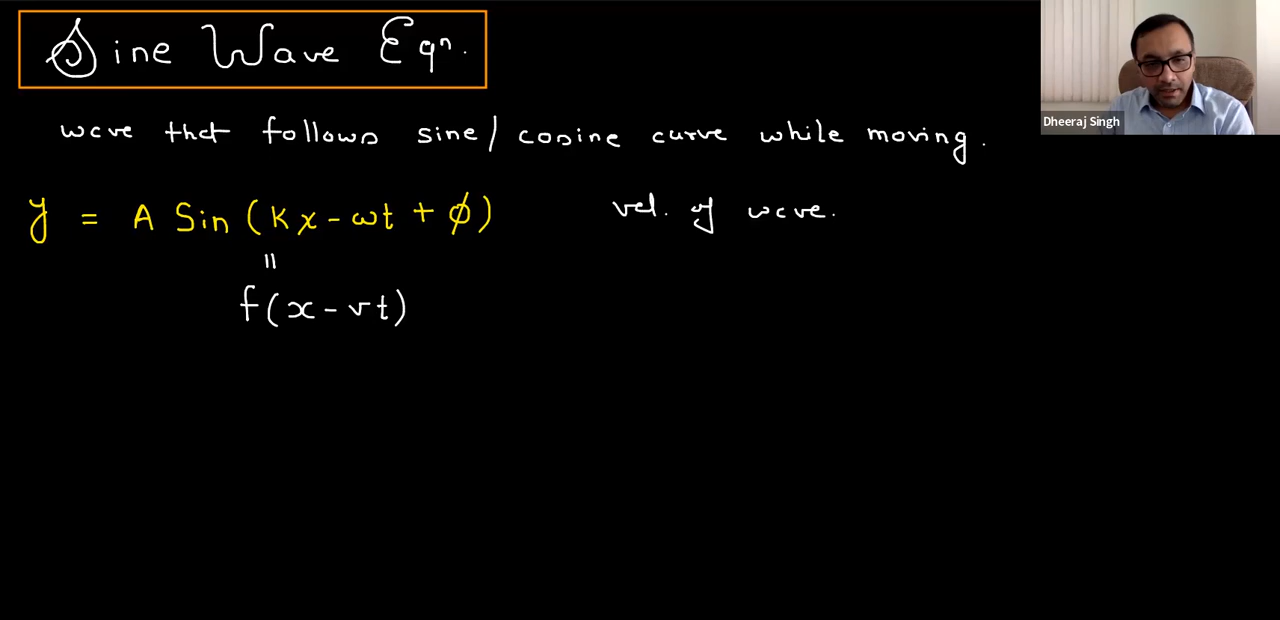 Sine Wave Eqn.
Dheeraj Singh
wave that follows sine/cosine curve while moving.
y = A Sin (Kx - ωt + ϕ) vel. of wave.
=
f(x - vt)